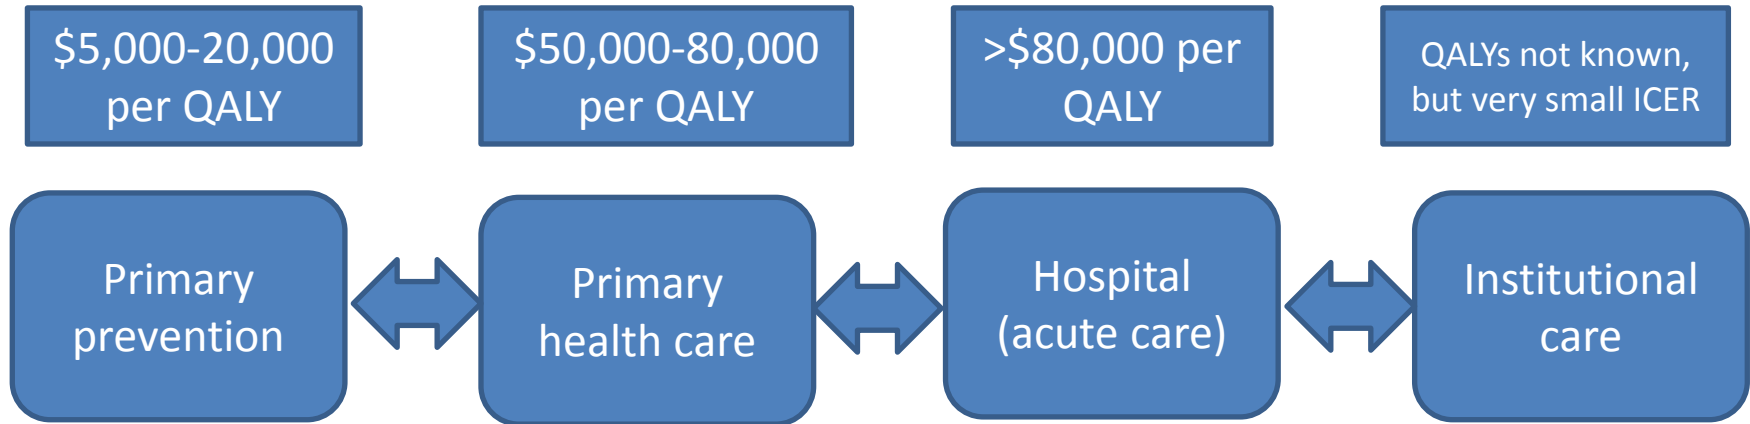 $5,000-20,000
per QALY
$50,000-80,000
per QALY
>$80,000 per
QALY
QALYs not known,
but very small ICER
Primary
prevention
Primary
health care
Hospital
(acute care)
Institutional
care